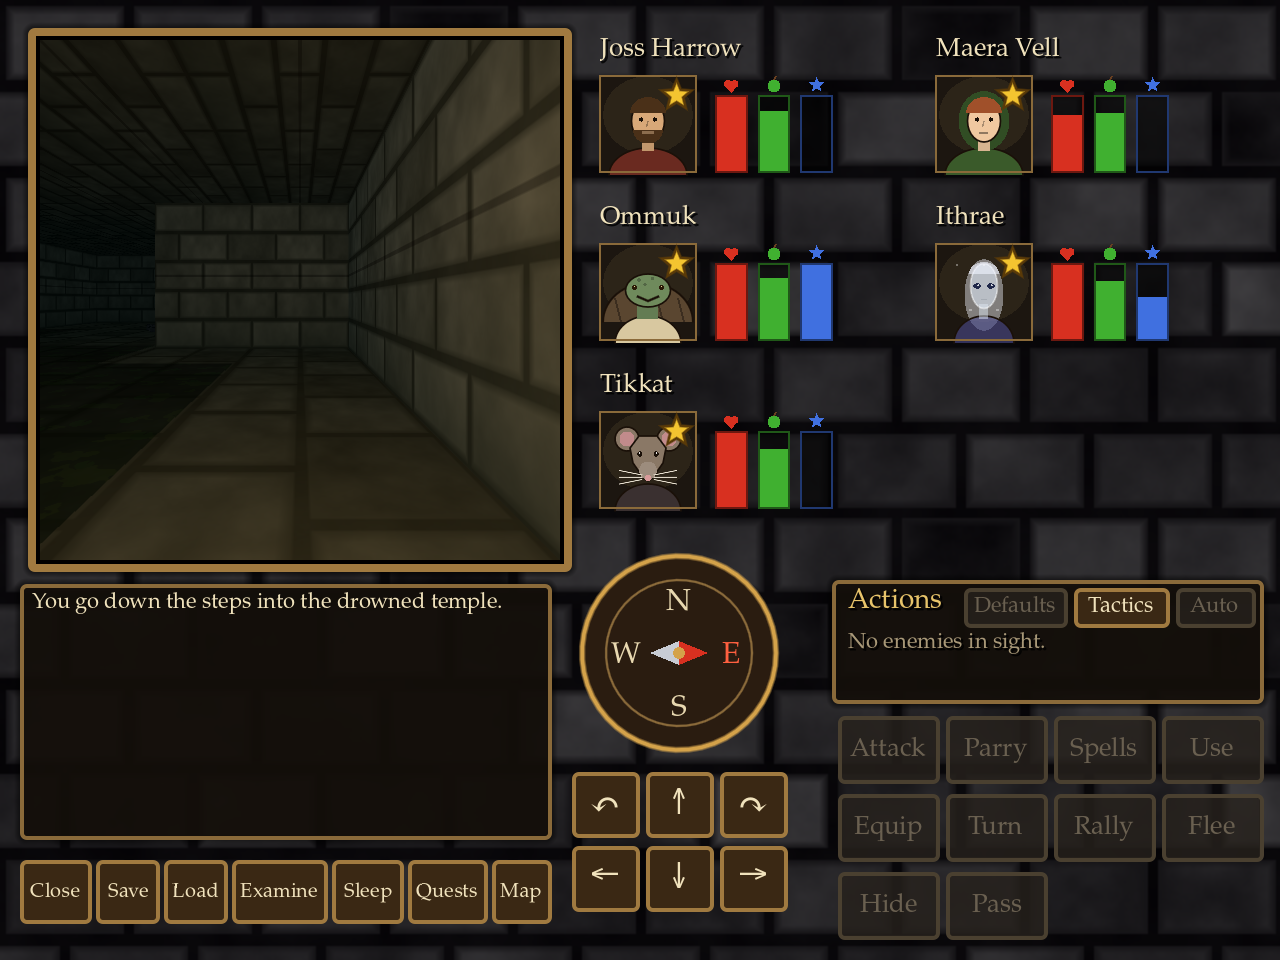 Joss Harrow
Maera Vell
Ommuk
Ithrae
Tikkat
You go down the steps into the drowned temple.
N
W E
S
Actions Defaults Tactics Auto
No enemies in sight.
Attack Parry Spells Use
Equip Turn Rally Flee
Hide Pass
Close Save Load Examine Sleep Quests Map